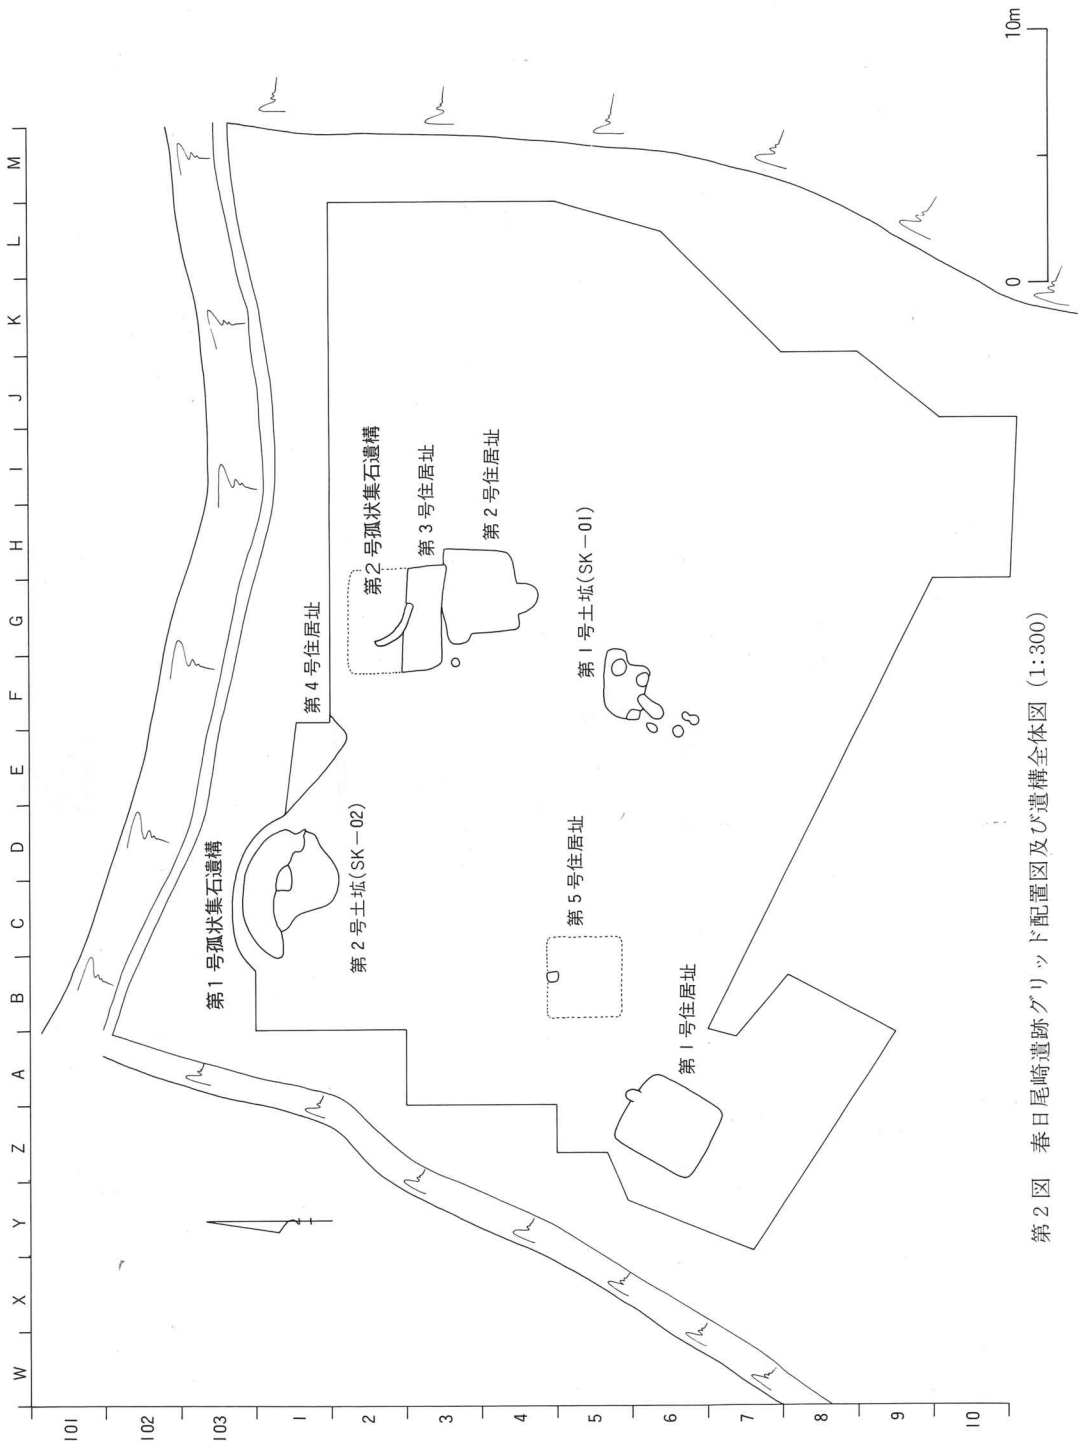 W X Y Z A B C D E F G H I J K L M
101
102
103
1
2
3
4
5
6
7
8
9
10
第1号孤状集石遺構
第2号土坛(SK-02)
第4号住居址
第2号孤状集石遺構
第3号住居址
第2号住居址
第1号土坛(SK-01)
第5号住居址
第1号住居址
0 10m
第2図 春日尾崎遺跡グリッド配置図及び遺構全体図 (1:300)